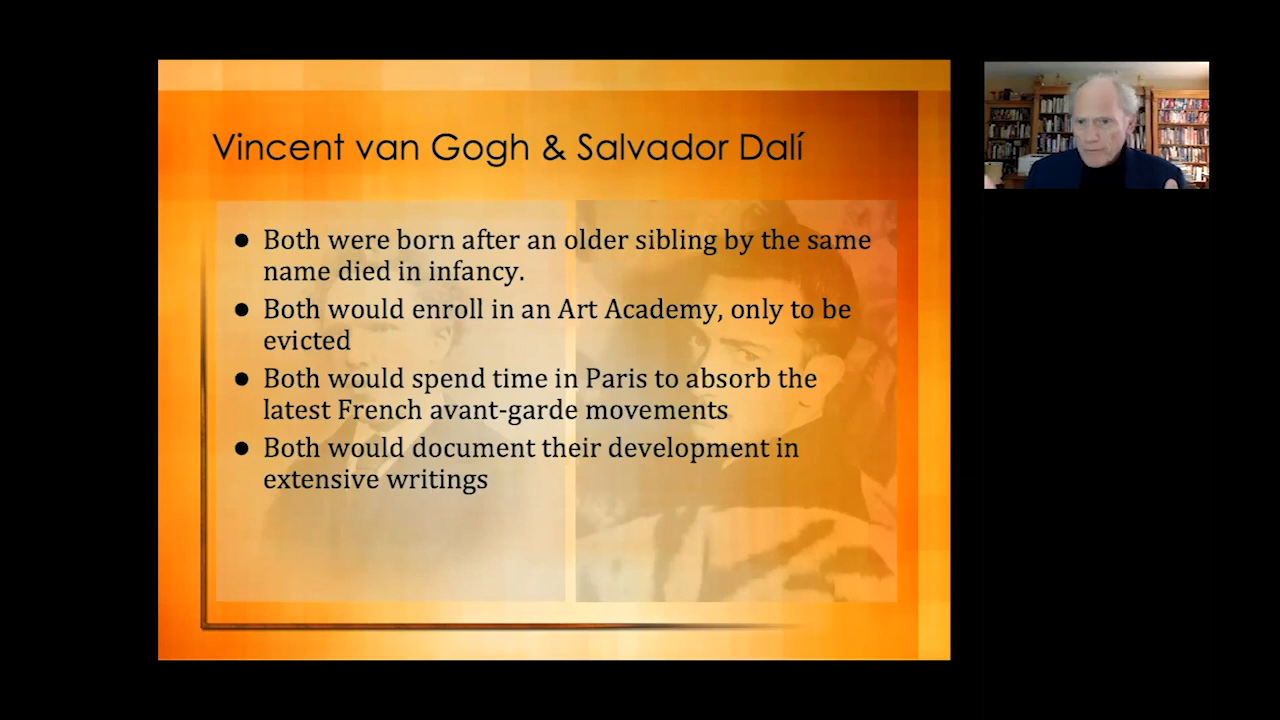 Vincent van Gogh & Salvador Dalí
● Both were born after an older sibling by the same
name died in infancy.
● Both would enroll in an Art Academy, only to be
evicted
● Both would spend time in Paris to absorb the
latest French avant-garde movements
● Both would document their development in
extensive writings